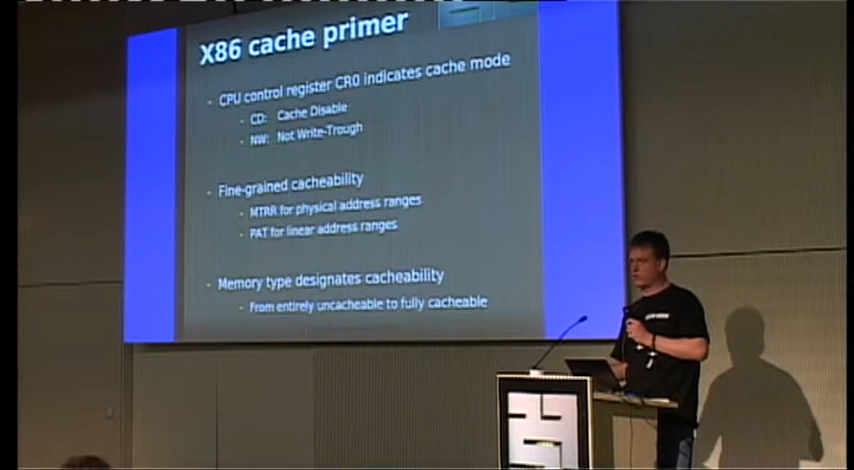 X86 cache primer
CPU control register CR0 indicates cache mode
CD: Cache Disable
NW: Not Write-Trough
Fine-grained cacheability
MTRR for physical address ranges
PAT for linear address ranges
Memory type designates cacheability
From entirely uncacheable to fully cacheable